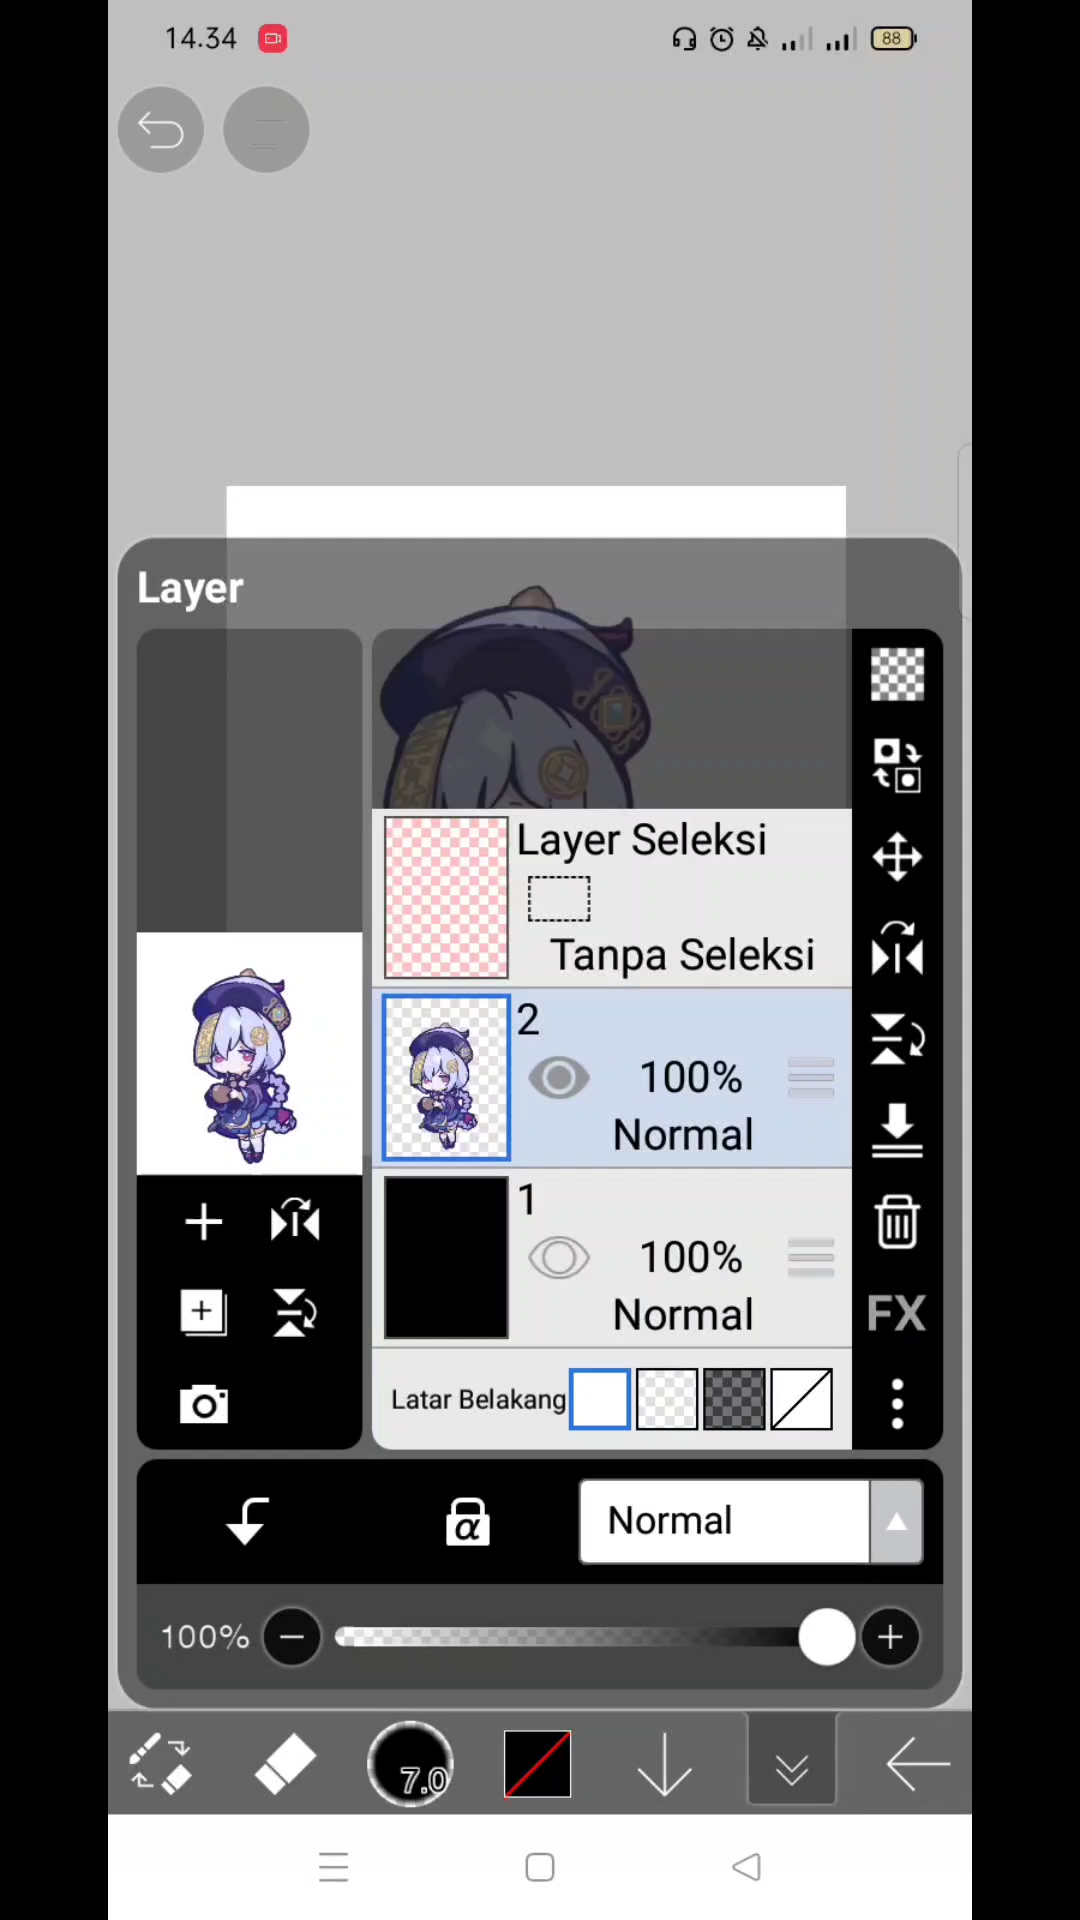 14.34
88
Layer
Layer Seleksi
Tanpa Seleksi
2
100%
Normal
1
100%
Normal
Latar Belakang
FX
α
Normal
100%
7.0